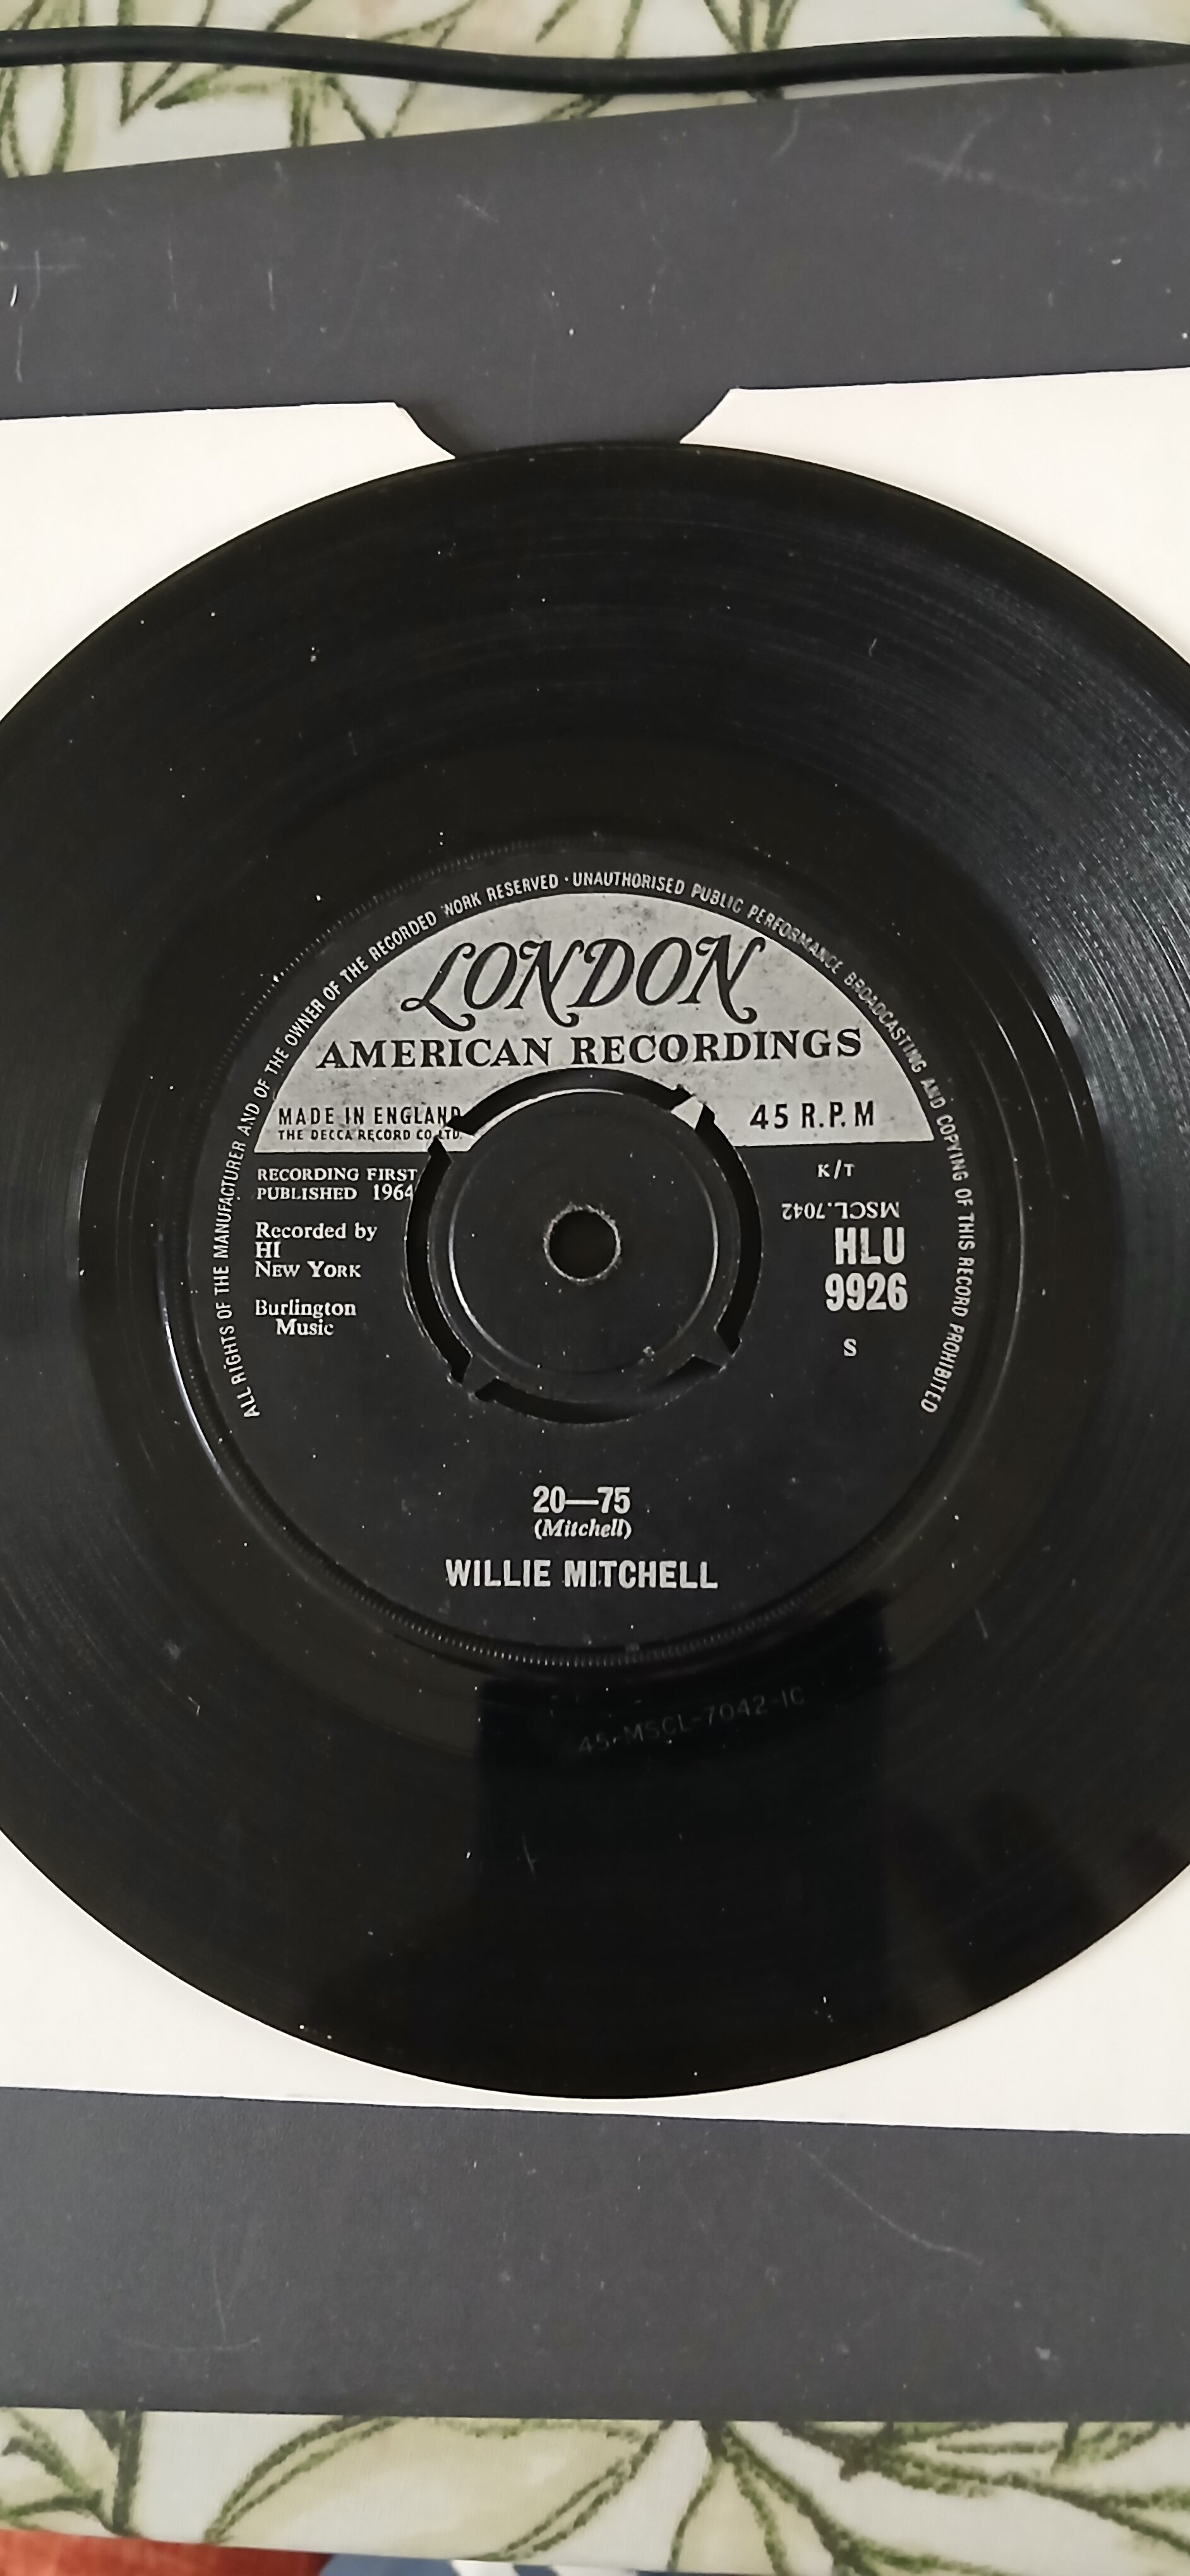 ALL RIGHTS OF THE MANUFACTURER AND OF THE OWNER OF THE RECORDED WORK RESERVED · UNAUTHORISED PUBLIC PERFORMANCE BROADCASTING AND COPYING OF THIS RECORD PROHIBITED
LONDON
AMERICAN RECORDINGS
MADE IN ENGLAND
THE DECCA RECORD CO. LTD.
45 R.P.M
RECORDING FIRST
PUBLISHED 1964
Recorded by
HI
NEW YORK
Burlington
Music
K/T
MSCL.7042
HLU
9926
S
20—75
(Mitchell)
WILLIE MITCHELL
45-MSCL-7042-1C